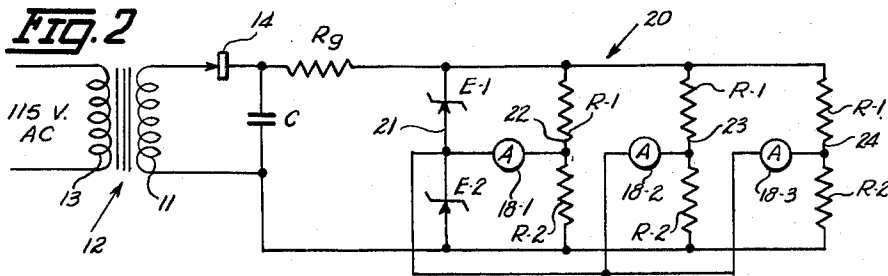 FIG. 2
14
Rg
20
115 V.
AC
C
E-1
21
22
R-1
A
18-1
E-2
R-2
R-1
23
A
18-2
R-2
R-1
24
A
18-3
R-2
13
12
11